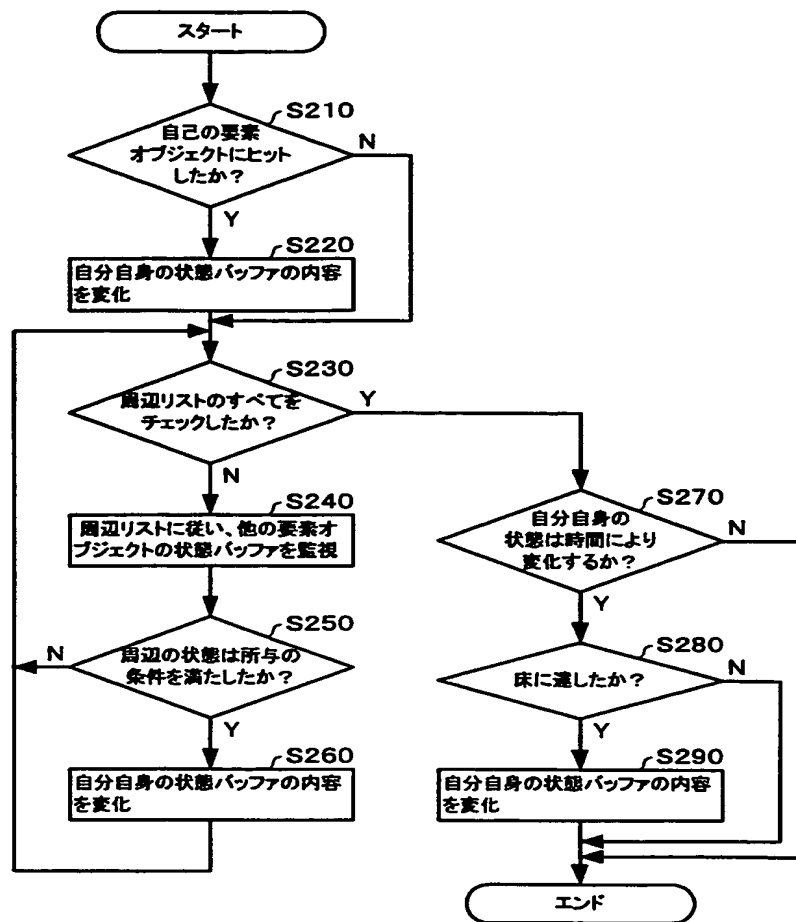 スタート
S210
自己の要素
オブジェクトにヒット
したか？
N
Y
S220
自分自身の状態バッファの内容
を変化
S230
周辺リストのすべてを
チェックしたか？
Y
N
S240
周辺リストに従い、他の要素オ
ブジェクトの状態バッファを監視
S250
周辺の状態は所与の
条件を満たしたか？
N
Y
S260
自分自身の状態バッファの内容
を変化
S270
自分自身の
状態は時間により
変化するか？
N
Y
S280
床に達したか？
N
Y
S290
自分自身の状態バッファの内容
を変化
エンド